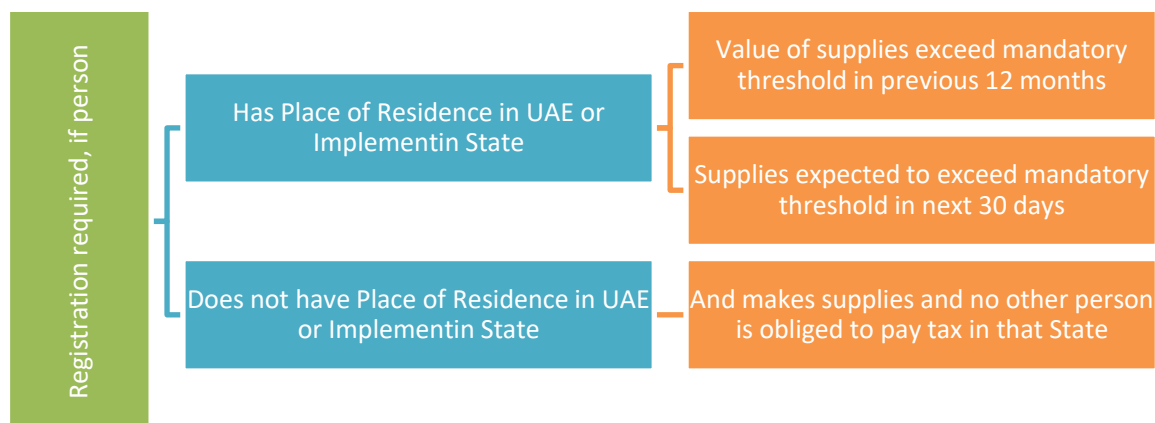 Registration required, if person
Has Place of Residence in UAE or
Implementin State
Value of supplies exceed mandatory
threshold in previous 12 months
Supplies expected to exceed mandatory
threshold in next 30 days
Does not have Place of Residence in UAE
or Implementin State
And makes supplies and no other person
is obliged to pay tax in that State